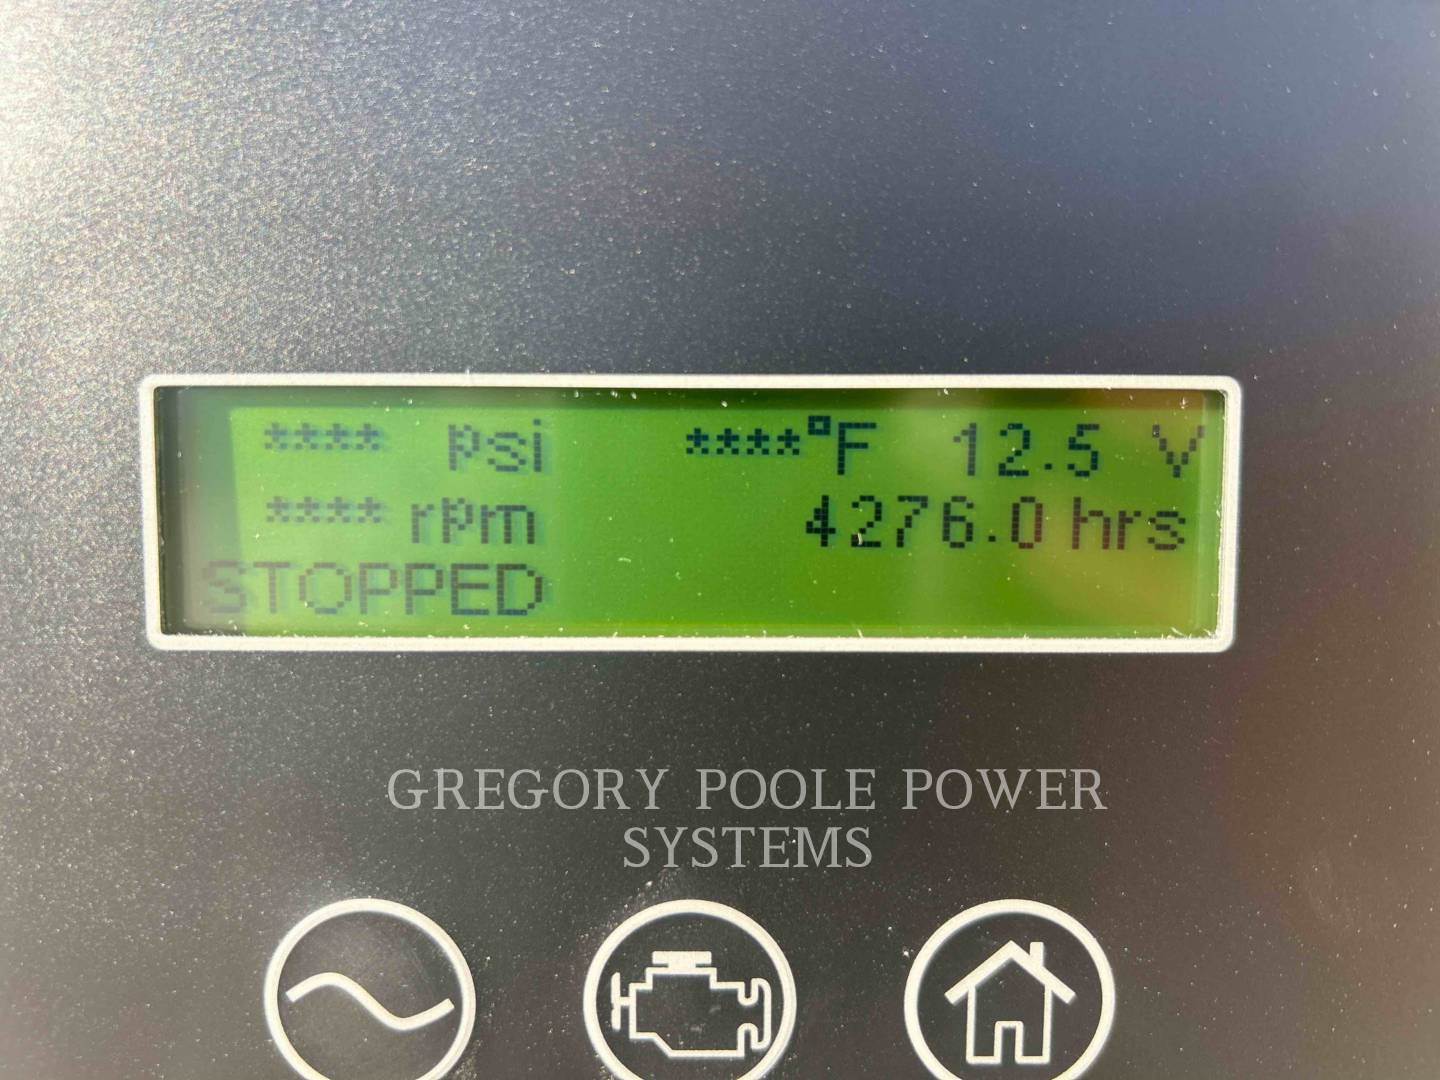 **** psi ****°F 12.5 V
**** rpm 4276.0 hrs
STOPPED
GREGORY POOLE POWER
SYSTEMS